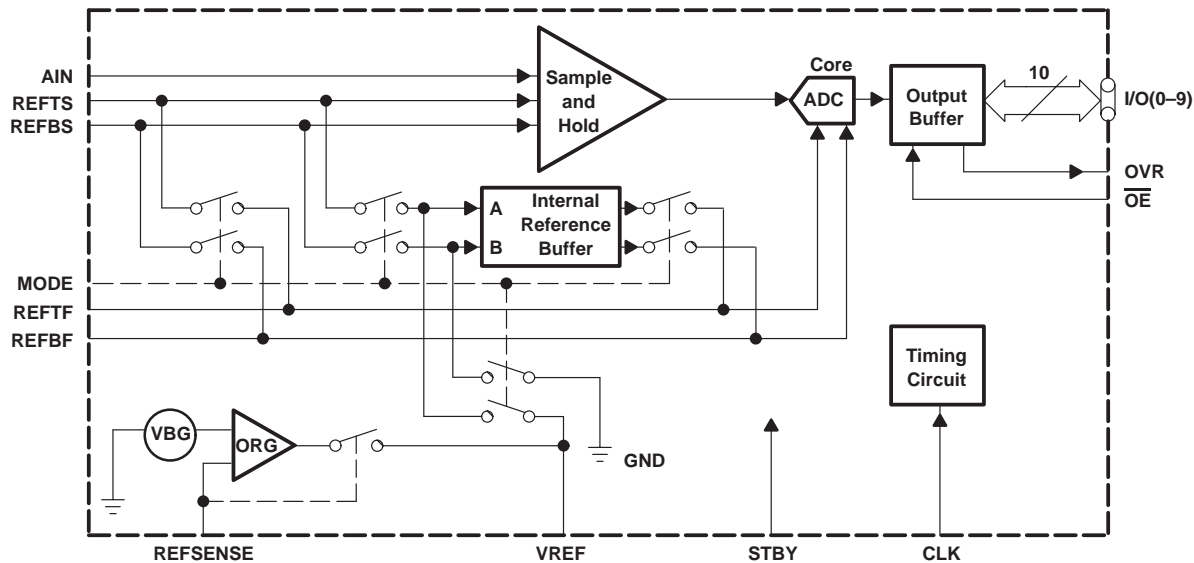 AIN
REFTS
REFBS
Sample
and
Hold
Core
ADC
Output
Buffer
10
I/O(0–9)
OVR
OE
A
B
Internal
Reference
Buffer
MODE
REFTF
REFBF
Timing
Circuit
VBG
ORG
GND
REFSENSE
VREF
STBY
CLK